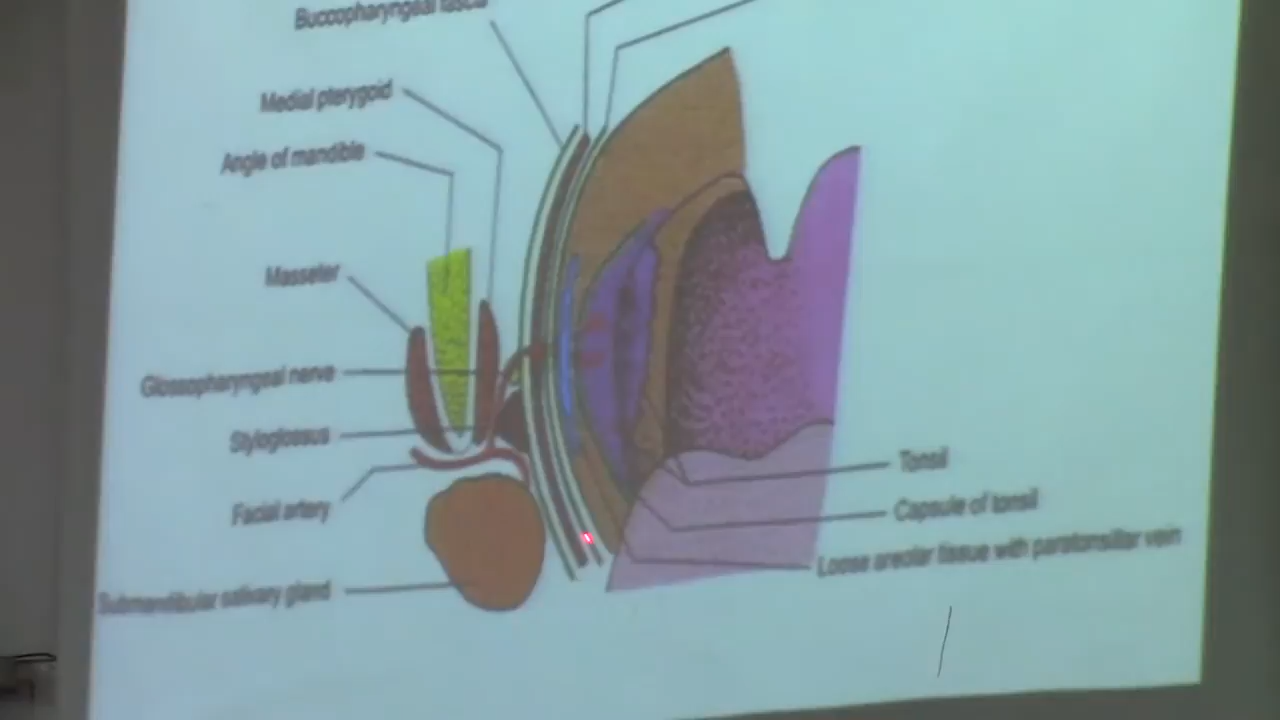 Buccopharyngeal fascia
Medial pterygoid
Angle of mandible
Masseter
Glossopharyngeal nerve
Styloglossus
Facial artery
Submandibular salivary gland
Tonsil
Capsule of tonsil
Loose areolar tissue with paratonsillar vein